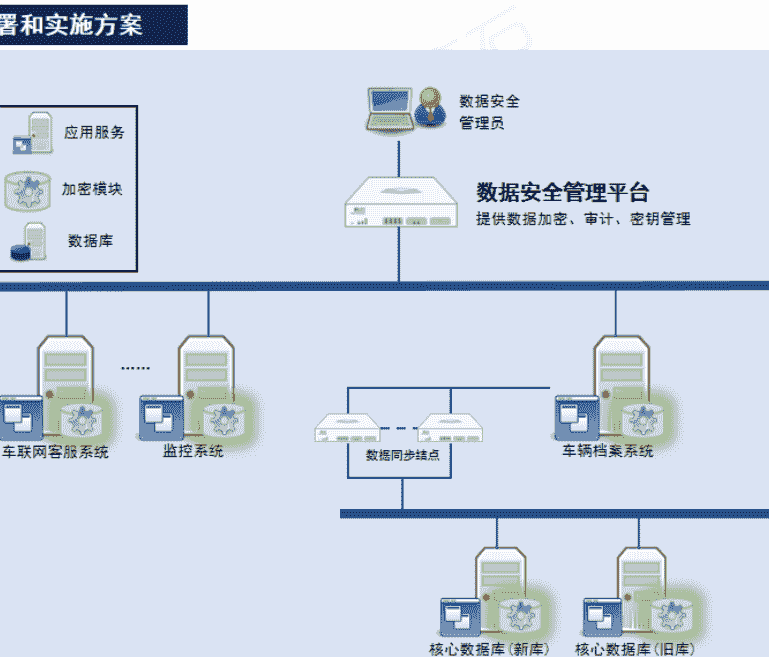 署和实施方案
数据安全
管理员
应用服务
加密模块
数据库
数据安全管理平台
提供数据加密、审计、密钥管理
......
车联网客服系统
监控系统
数据同步结点
车辆档案系统
核心数据库(新库)
核心数据库(旧库)